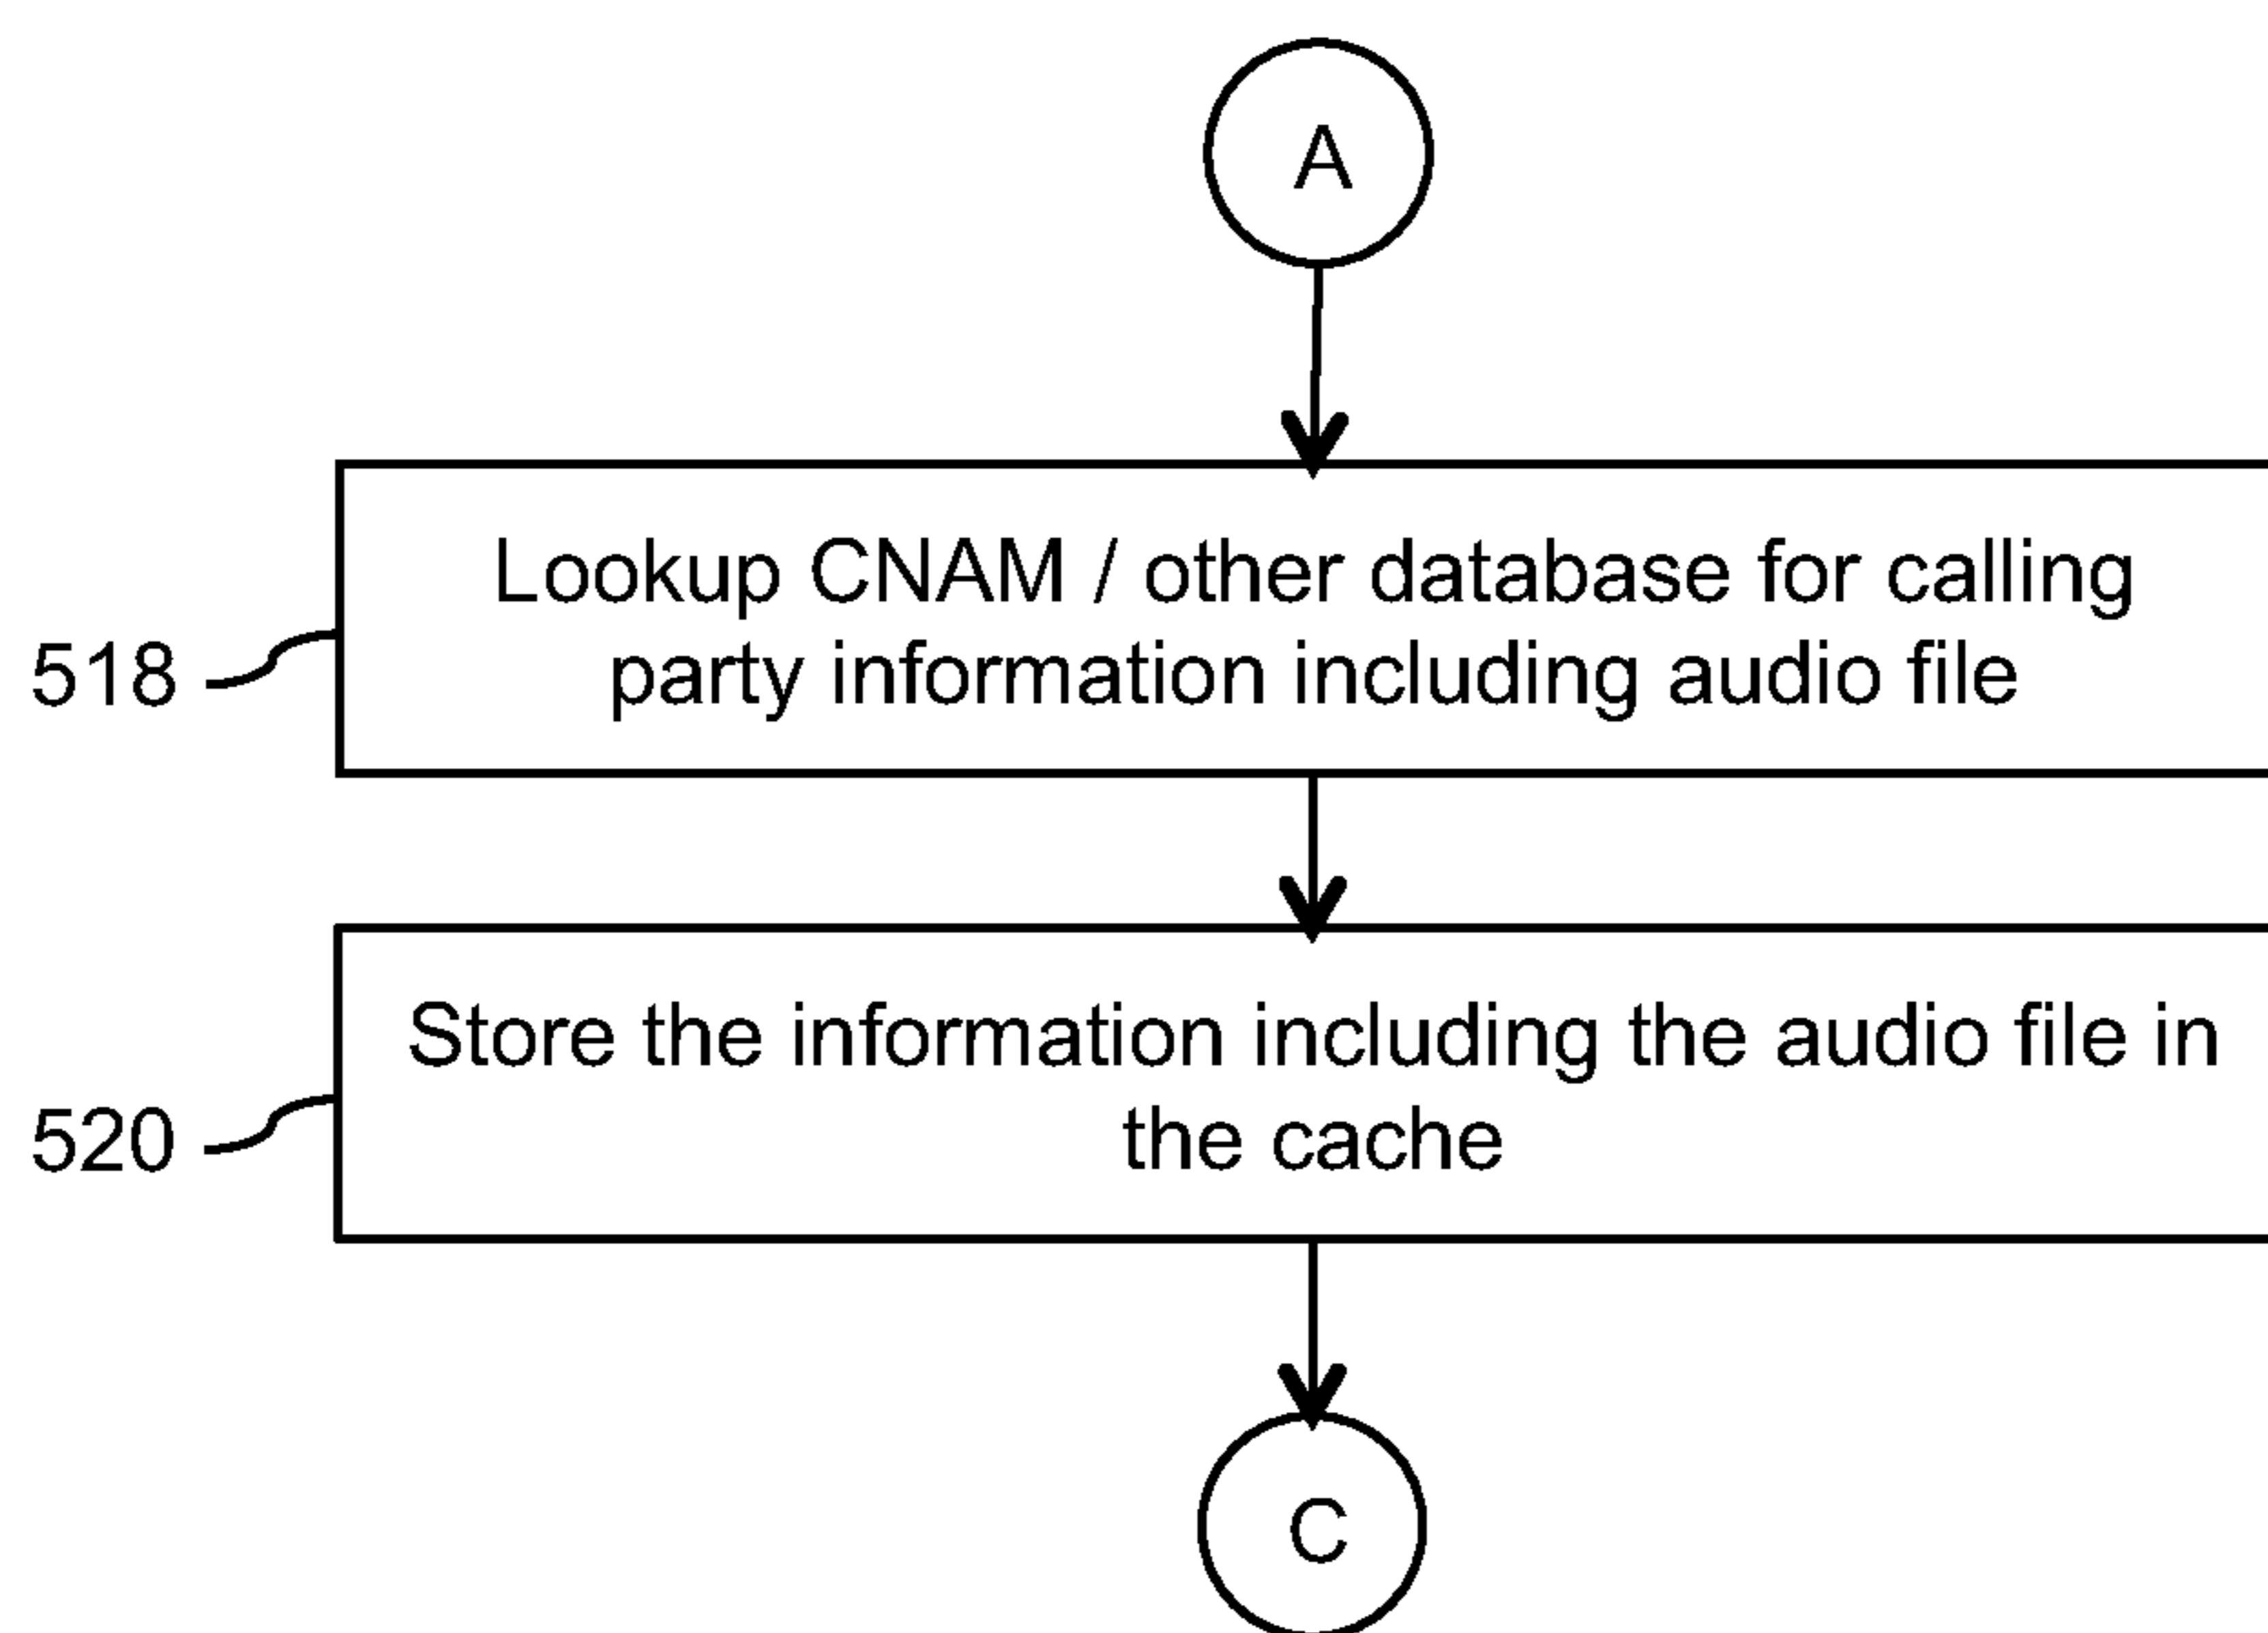 A
Lookup CNAM / other database for calling
party information including audio file
518
Store the information including the audio file in
the cache
520
C